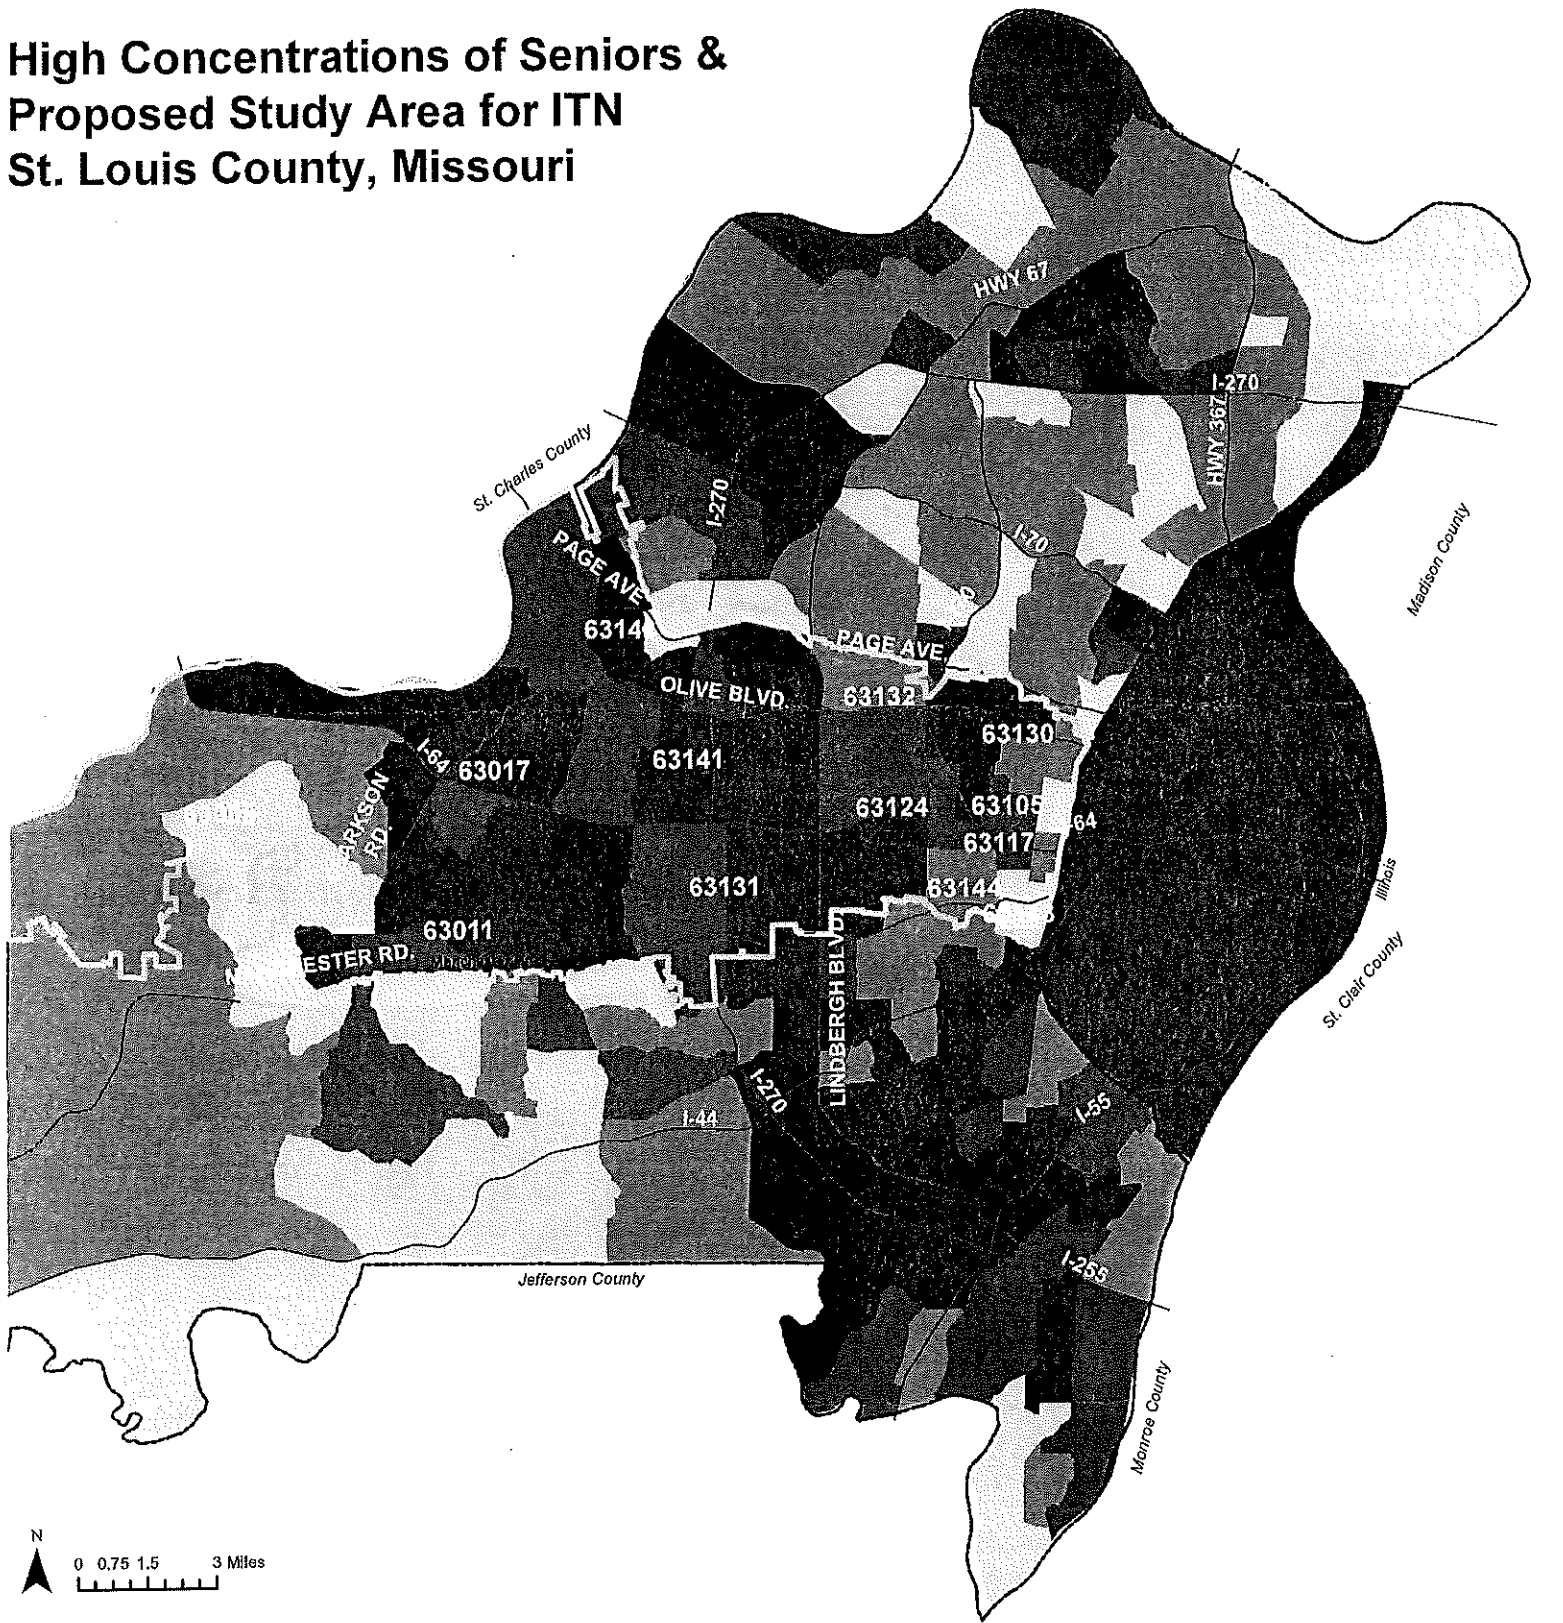 High Concentrations of Seniors &
Proposed Study Area for ITN
St. Louis County, Missouri
HWY 67
I-270
HWY 367
St. Charles County
I-270
I-70
Madison County
PAGE AVE
6314
PAGE AVE.
OLIVE BLVD.
63132
63130
I-64
63017
63141
ARKSON
RD.
63124
63105
-64
63117
63131
63144
Illinois
63011
ESTER RD.
LINDBERGH BLVD.
St. Clair County
I-270
I-44
I-55
I-255
Jefferson County
Monroe County
N
0 0.75 1.5 3 Miles